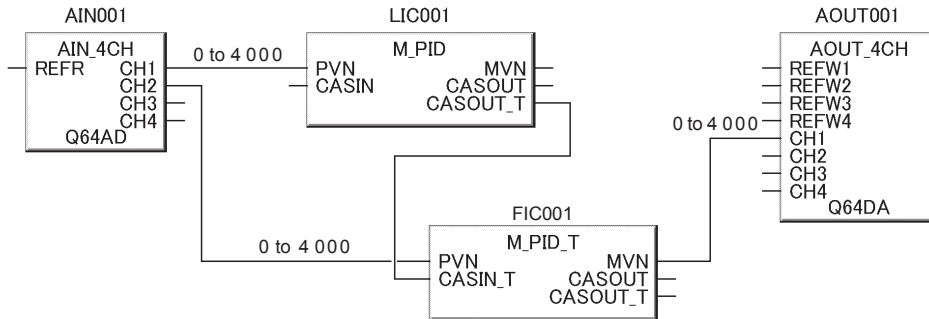 AIN001
AIN_4CH
REFR
CH1
CH2
CH3
CH4
Q64AD
0 to 4 000
0 to 4 000
LIC001
M_PID
PVN
CASIN
MVN
CASOUT
CASOUT_T
FIC001
M_PID_T
PVN
CASIN_T
MVN
CASOUT
CASOUT_T
0 to 4 000
AOUT001
AOUT_4CH
REFW1
REFW2
REFW3
REFW4
CH1
CH2
CH3
CH4
Q64DA